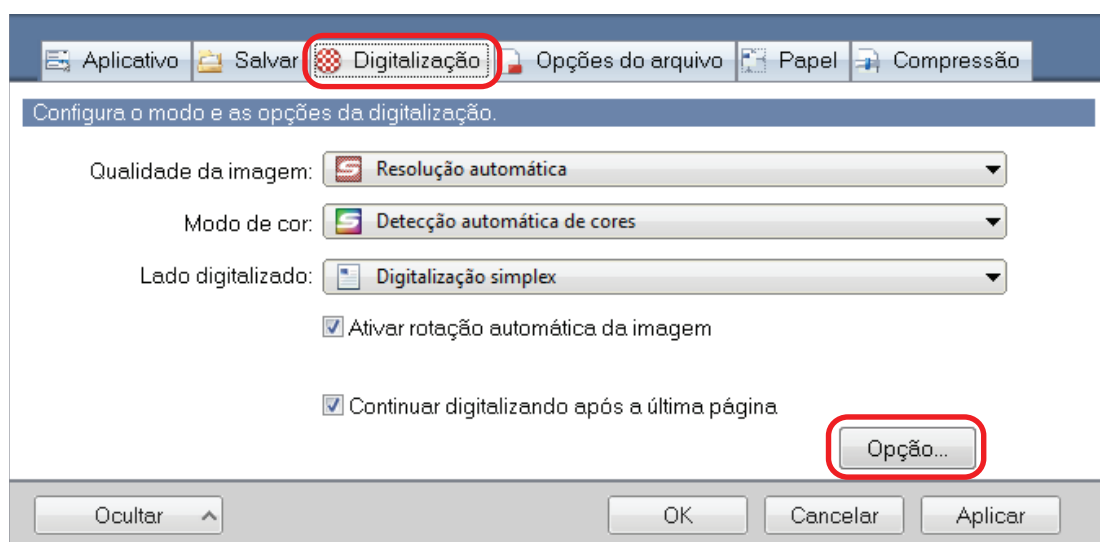 Aplicativo Salvar Digitalização Opções do arquivo Papel Compressão
Configura o modo e as opções da digitalização.
Qualidade da imagem: Resolução automática
Modo de cor: Detecção automática de cores
Lado digitalizado: Digitalização simplex
Ativar rotação automática da imagem
Continuar digitalizando após a última página
Opção...
Ocultar OK Cancelar Aplicar